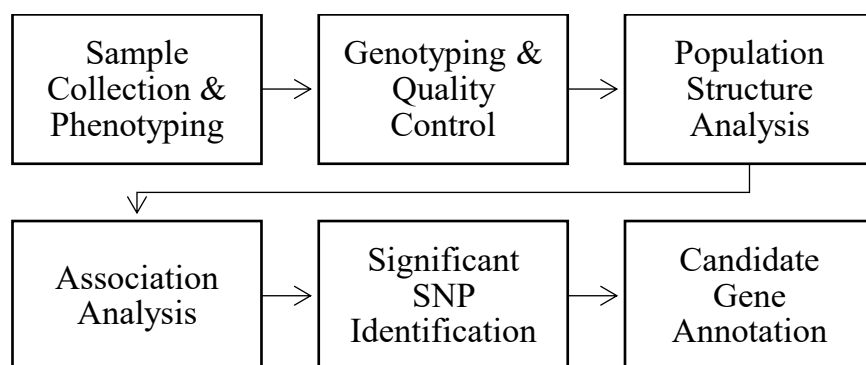 Sample
Collection &
Phenotyping
Genotyping &
Quality
Control
Population
Structure
Analysis
Association
Analysis
Significant
SNP
Identification
Candidate
Gene
Annotation